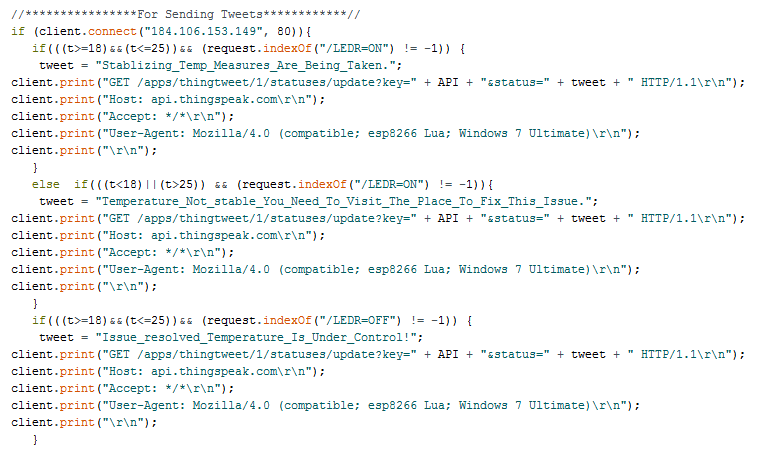 //****************For Sending Tweets************//
if (client.connect("184.106.153.149", 80)){
   if(((t>=18)&&(t<=25))&& (request.indexOf("/LEDR=ON") != -1)) {
    tweet = "Stablizing_Temp_Measures_Are_Being_Taken.";
client.print("GET /apps/thingtweet/1/statuses/update?key=" + API + "&status=" + tweet + " HTTP/1.1\r\n");
client.print("Host: api.thingspeak.com\r\n");
client.print("Accept: */*\r\n");
client.print("User-Agent: Mozilla/4.0 (compatible; esp8266 Lua; Windows 7 Ultimate)\r\n");
client.print("\r\n");
   }
   else  if(((t<18)||(t>25)) && (request.indexOf("/LEDR=ON") != -1)){
    tweet = "Temperature_Not_stable_You_Need_To_Visit_The_Place_To_Fix_This_Issue.";
client.print("GET /apps/thingtweet/1/statuses/update?key=" + API + "&status=" + tweet + " HTTP/1.1\r\n");
client.print("Host: api.thingspeak.com\r\n");
client.print("Accept: */*\r\n");
client.print("User-Agent: Mozilla/4.0 (compatible; esp8266 Lua; Windows 7 Ultimate)\r\n");
client.print("\r\n");
   }
   if(((t>=18)&&(t<=25))&& (request.indexOf("/LEDR=OFF") != -1)) {
    tweet = "Issue_resolved_Temperature_Is_Under_Control!";
client.print("GET /apps/thingtweet/1/statuses/update?key=" + API + "&status=" + tweet + " HTTP/1.1\r\n");
client.print("Host: api.thingspeak.com\r\n");
client.print("Accept: */*\r\n");
client.print("User-Agent: Mozilla/4.0 (compatible; esp8266 Lua; Windows 7 Ultimate)\r\n");
client.print("\r\n");
   }